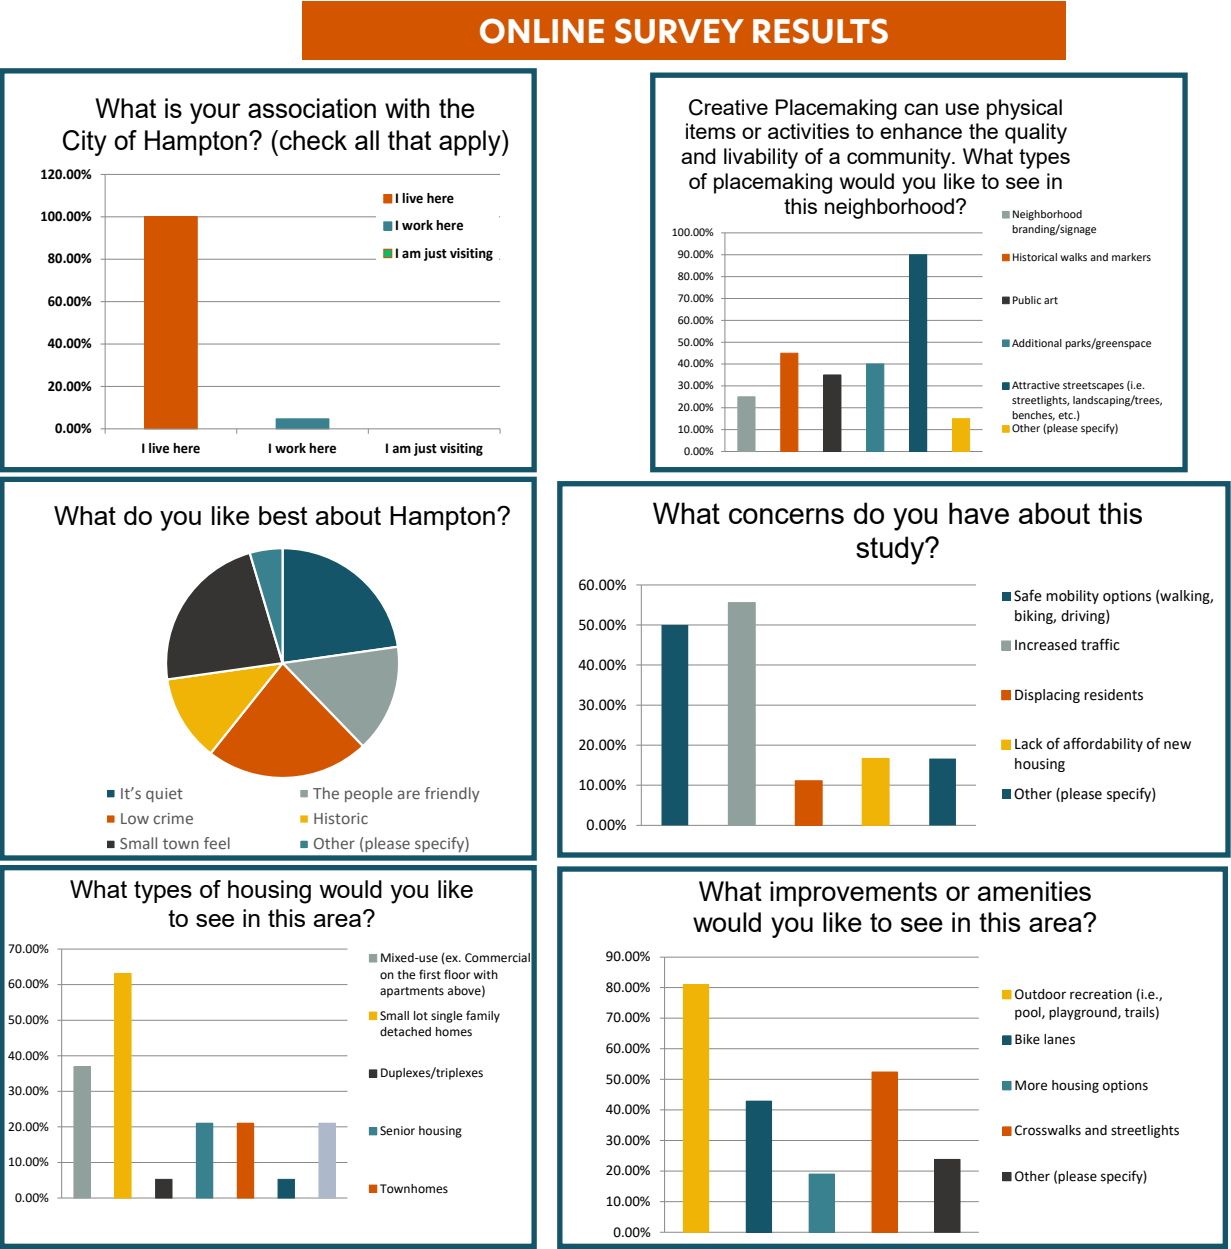 ONLINE SURVEY RESULTS
What is your association with the
City of Hampton? (check all that apply)
120.00%
100.00%
80.00%
60.00%
40.00%
20.00%
0.00%
I live here
I work here
I am just visiting
I live here
I work here
I am just visiting
Creative Placemaking can use physical
items or activities to enhance the quality
and livability of a community. What types
of placemaking would you like to see in
this neighborhood?
100.00%
90.00%
80.00%
70.00%
60.00%
50.00%
40.00%
30.00%
20.00%
10.00%
0.00%
Neighborhood
branding/signage
Historical walks and markers
Public art
Additional parks/greenspace
Attractive streetscapes (i.e.
streetlights, landscaping/trees,
benches, etc.)
Other (please specify)
What do you like best about Hampton?
It's quiet
The people are friendly
Low crime
Historic
Small town feel
Other (please specify)
What concerns do you have about this
study?
60.00%
50.00%
40.00%
30.00%
20.00%
10.00%
0.00%
Safe mobility options (walking,
biking, driving)
Increased traffic
Displacing residents
Lack of affordability of new
housing
Other (please specify)
What types of housing would you like
to see in this area?
70.00%
60.00%
50.00%
40.00%
30.00%
20.00%
10.00%
0.00%
Mixed-use (ex. Commercial
on the first floor with
apartments above)
Small lot single family
detached homes
Duplexes/triplexes
Senior housing
Townhomes
What improvements or amenities
would you like to see in this area?
90.00%
80.00%
70.00%
60.00%
50.00%
40.00%
30.00%
20.00%
10.00%
0.00%
Outdoor recreation (i.e.,
pool, playground, trails)
Bike lanes
More housing options
Crosswalks and streetlights
Other (please specify)